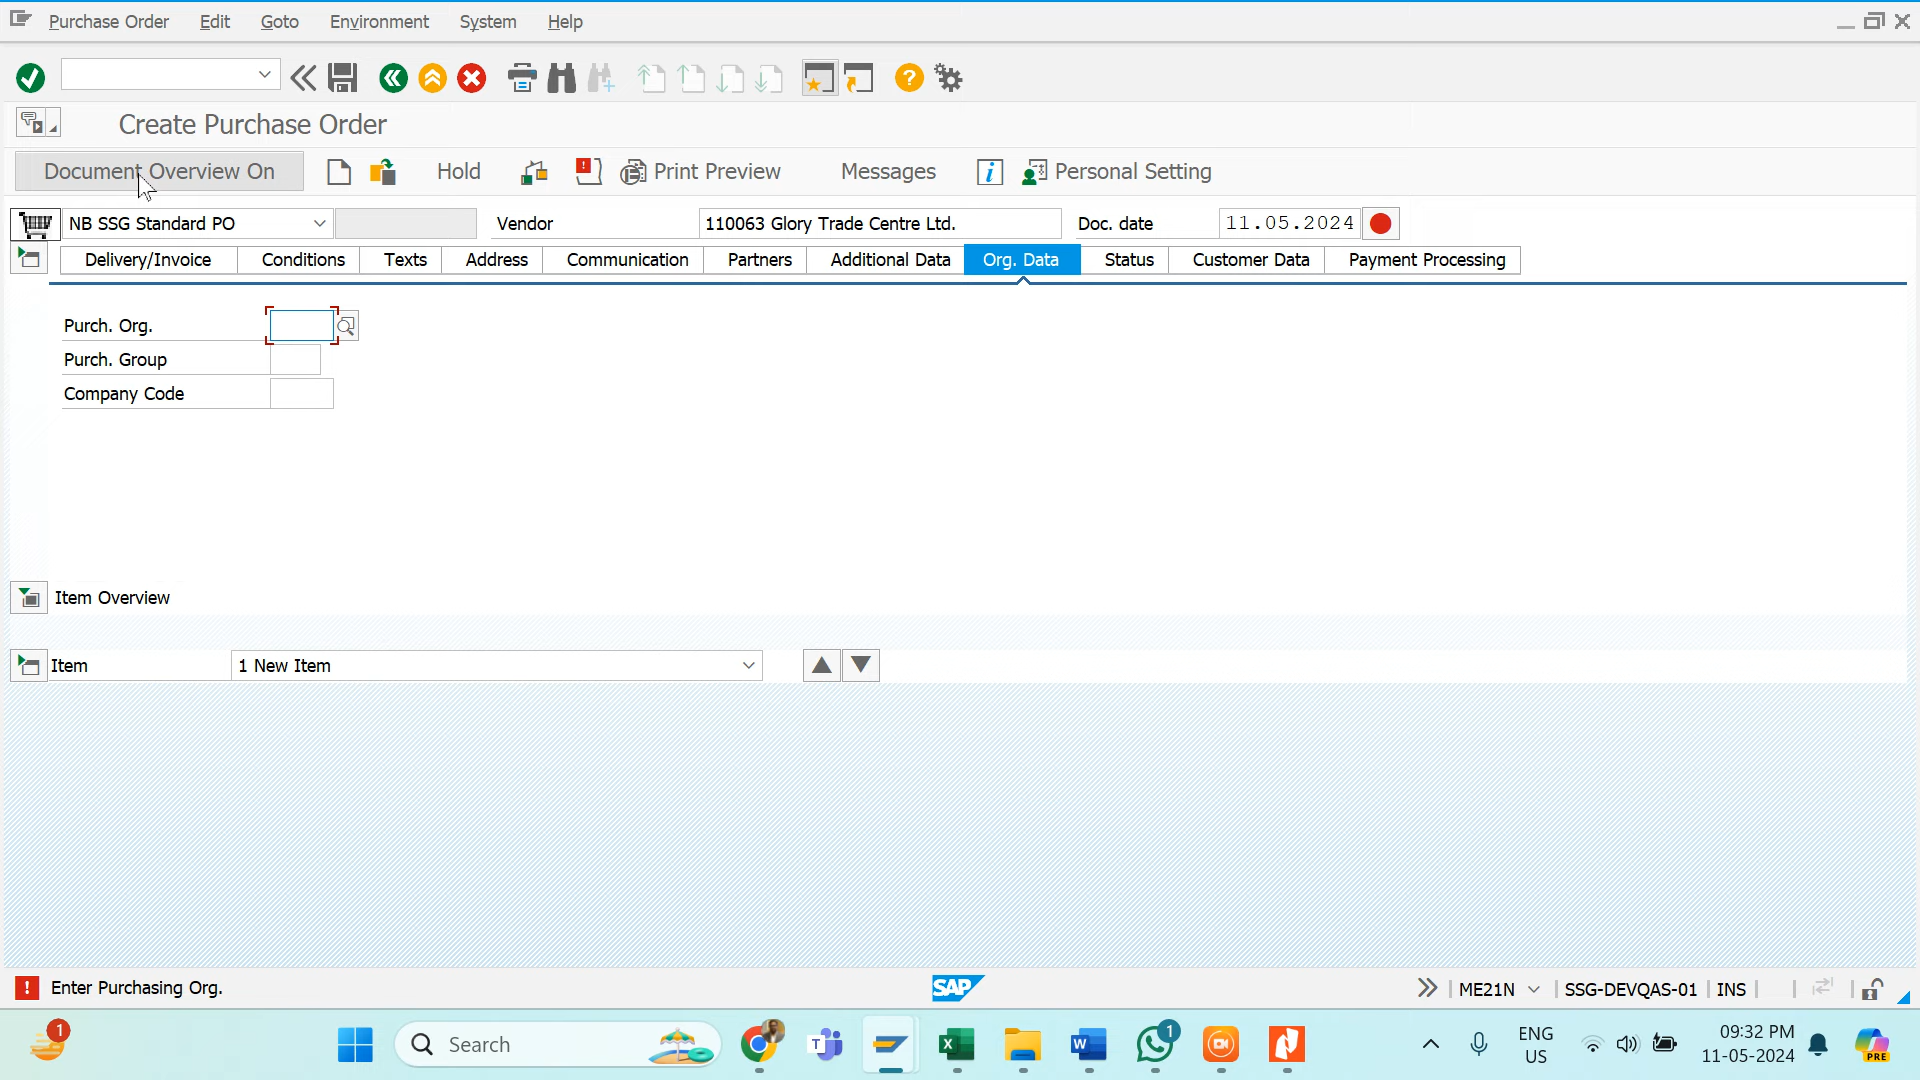 Purchase Order Edit Goto Environment System Help
Create Purchase Order
Document Overview On Hold Print Preview Messages Personal Setting
NB SSG Standard PO Vendor 110063 Glory Trade Centre Ltd. Doc. date 11.05.2024
Delivery/Invoice Conditions Texts Address Communication Partners Additional Data Org. Data Status Customer Data Payment Processing
Purch. Org.
Purch. Group
Company Code
Item Overview
Item 1 New Item
! Enter Purchasing Org. SAP ME21N SSG-DEVQAS-01 INS
1 Search T X W 1 ENG US 09:32 PM 11-05-2024 PRE